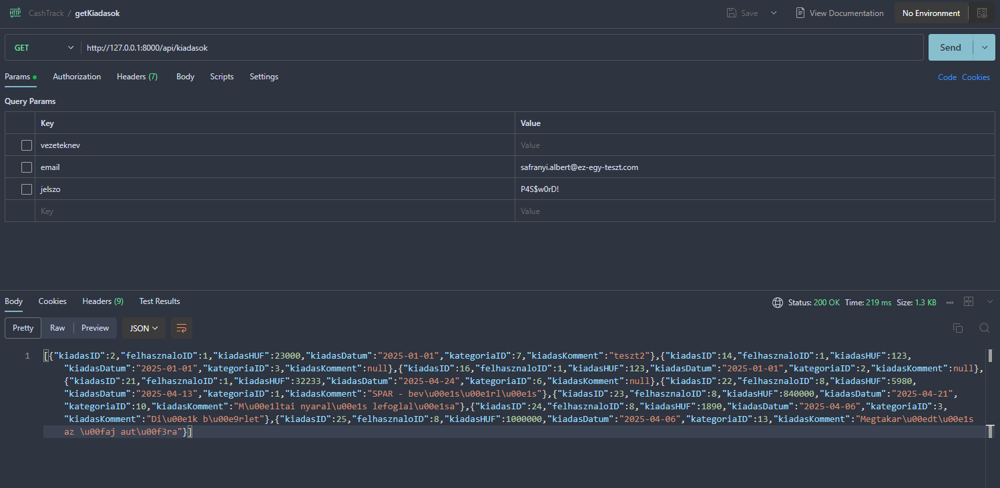 HTTP CashTrack / getKiadasok Save View Documentation No Environment
GET http://127.0.0.1:8000/api/kiadasok Send
Params Authorization Headers (7) Body Scripts Settings Code Cookies
Query Params
Key Value
vezeteknev Value
email safranyi.albert@ez-egy-teszt.com
jelszo P4S$w0rD!
Key Value
Body Cookies Headers (9) Test Results Status: 200 OK Time: 219 ms Size: 1.3 KB
Pretty Raw Preview JSON
1 [{"kiadasID":2,"felhasznaloID":1,"kiadasHUF":23000,"kiadasDatum":"2025-01-01","kategoriaID":7,"kiadasKomment":"teszt2"},{"kiadasID":14,"felhasznaloID":1,"kiadasHUF":123,
"kiadasDatum":"2025-01-01","kategoriaID":3,"kiadasKomment":null},{"kiadasID":16,"felhasznaloID":1,"kiadasHUF":123,"kiadasDatum":"2025-01-01","kategoriaID":2,"kiadasKomment":null},
{"kiadasID":21,"felhasznaloID":1,"kiadasHUF":32233,"kiadasDatum":"2025-04-24","kategoriaID":6,"kiadasKomment":null},{"kiadasID":22,"felhasznaloID":8,"kiadasHUF":5980,
"kiadasDatum":"2025-04-13","kategoriaID":1,"kiadasKomment":"SPAR - bev\u00e1s\u00e1rl\u00e1s"},{"kiadasID":23,"felhasznaloID":8,"kiadasHUF":840000,"kiadasDatum":"2025-04-21",
"kategoriaID":10,"kiadasKomment":"M\u00e1ltai nyaral\u00e1s lefoglal\u00e1sa"},{"kiadasID":24,"felhasznaloID":8,"kiadasHUF":1890,"kiadasDatum":"2025-04-06","kategoriaID":3,
"kiadasKomment":"Di\u00e1k b\u00e9rlet"},{"kiadasID":25,"felhasznaloID":8,"kiadasHUF":1000000,"kiadasDatum":"2025-04-06","kategoriaID":13,"kiadasKomment":"Megtakar\u00edt\u00e1s
az \u00faj aut\u00f3ra"}]